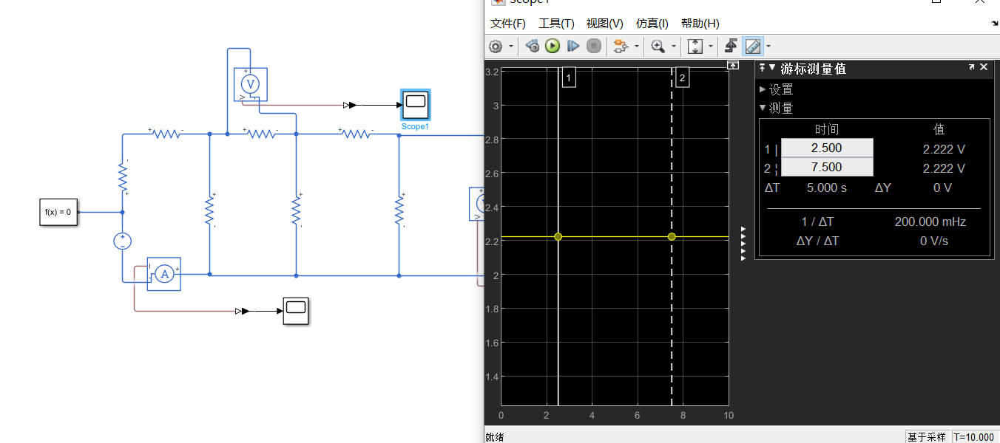 Scope1
文件(F) 工具(T) 视图(V) 仿真(I) 帮助(H)
V
Scope1
f(x) = 0
A
3.2
3
2.8
2.6
2.4
2.2
2
1.8
1.6
1.4
0 2 4 6 8 10
1
2
游标测量值
设置
测量
时间 值
1 | 2.500 2.222 V
2 ¦ 7.500 2.222 V
ΔT 5.000 s ΔY 0 V
1 / ΔT 200.000 mHz
ΔY / ΔT 0 V/s
就绪 基于采样 T=10.000